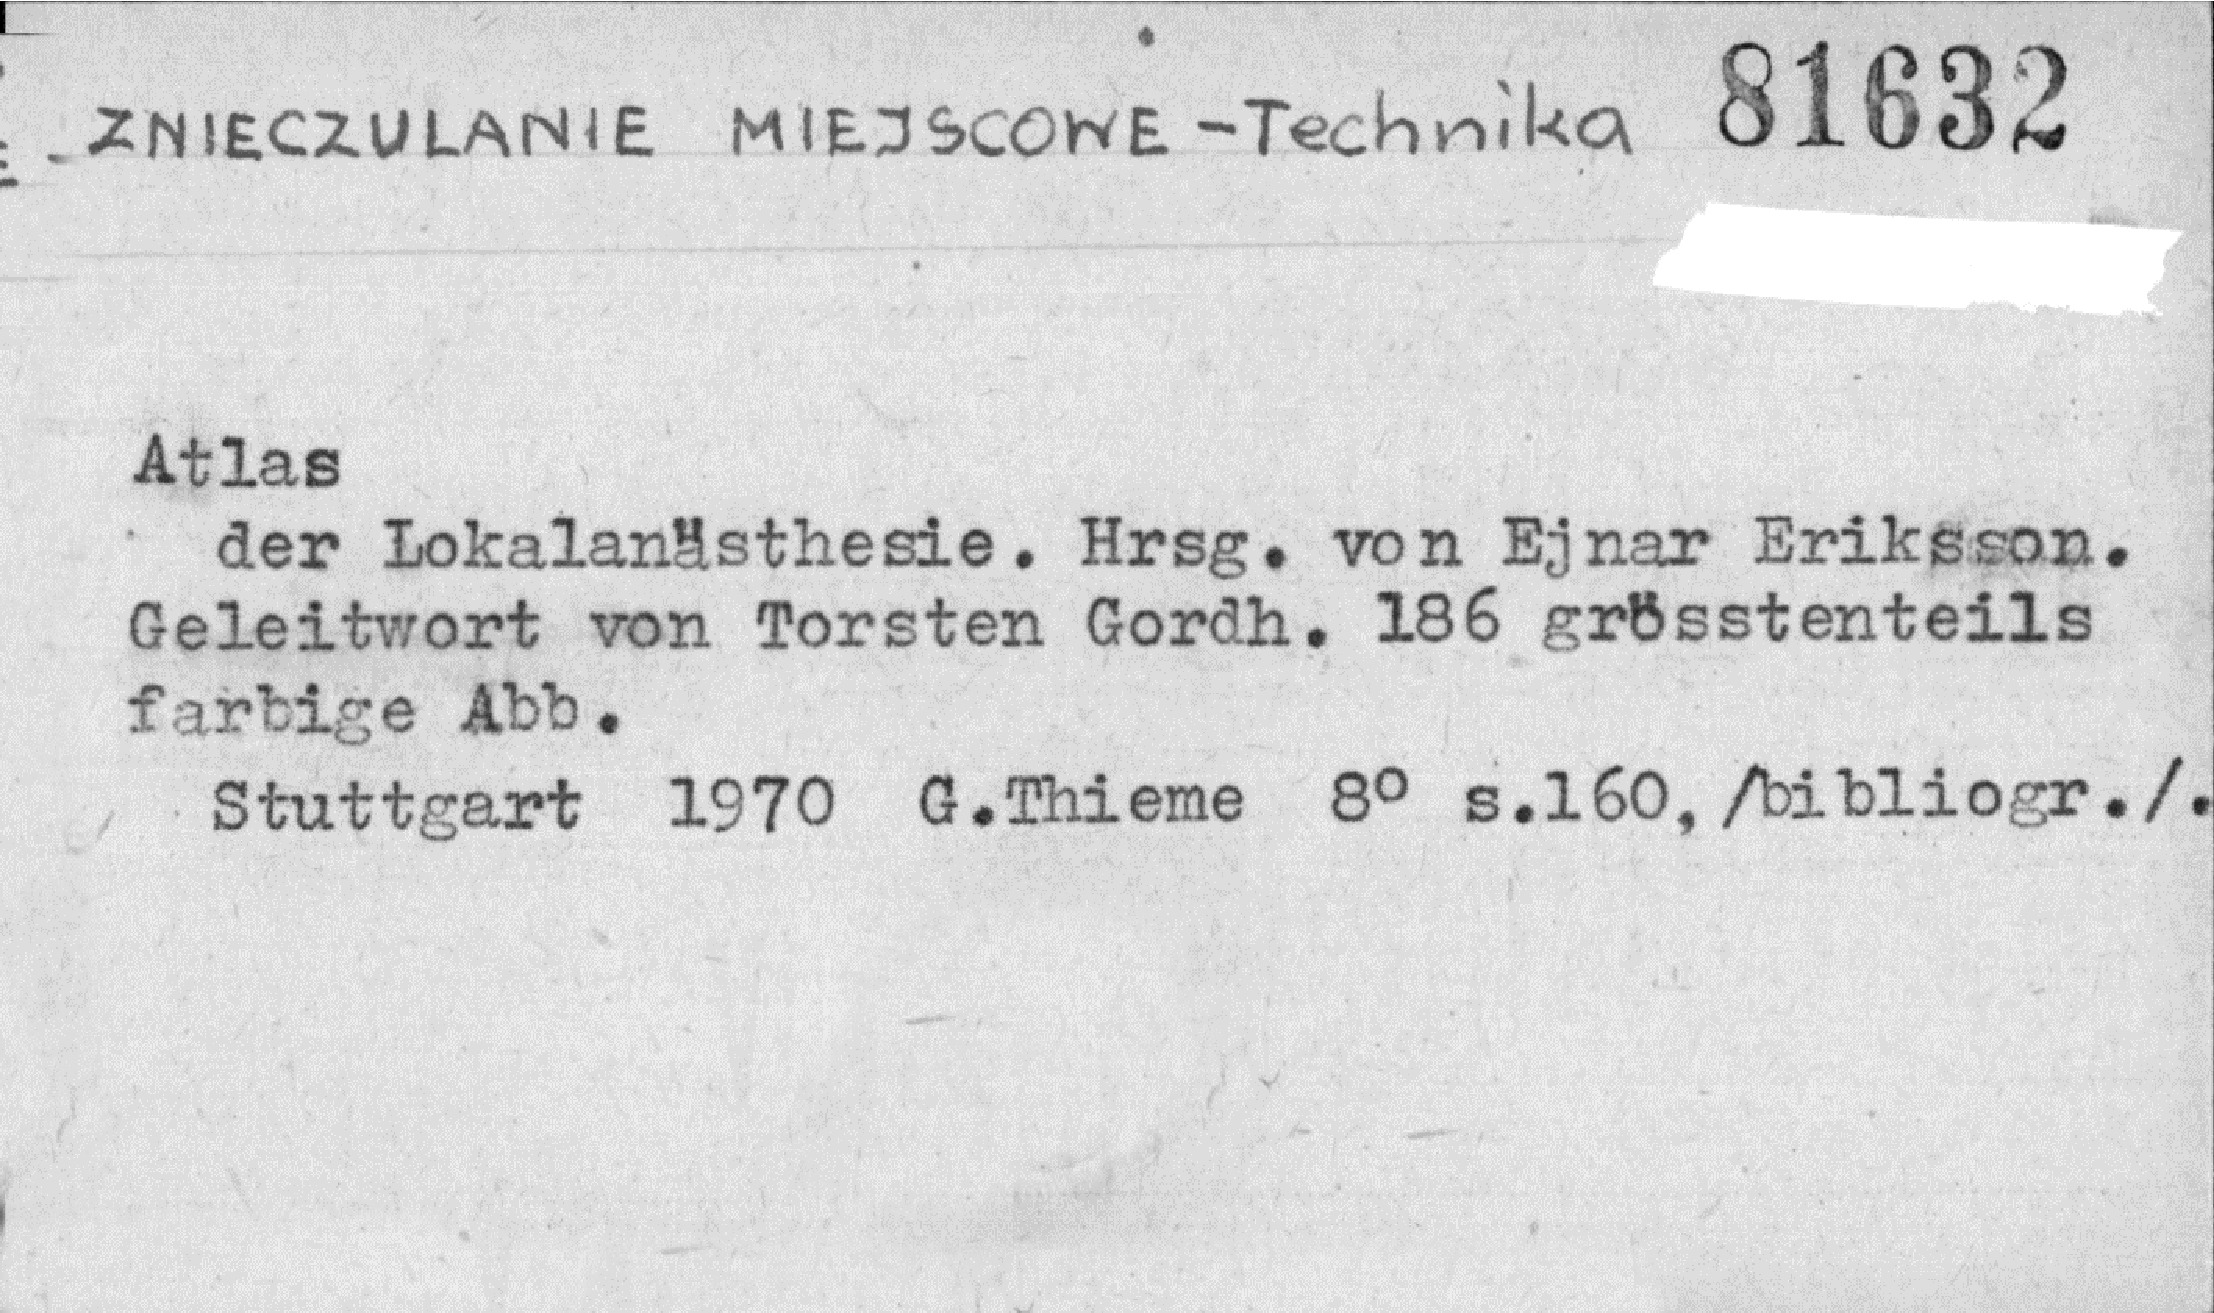 ZNIECZULANIE MIEJSCOWE - Technika 81632
Atlas
der Lokalanästhesie. Hrsg. von Ejnar Eriksson.
Geleitwort von Torsten Gordh. 186 grösstenteils
farbige Abb.
Stuttgart 1970 G.Thieme 8º s.160, /bibliogr./.